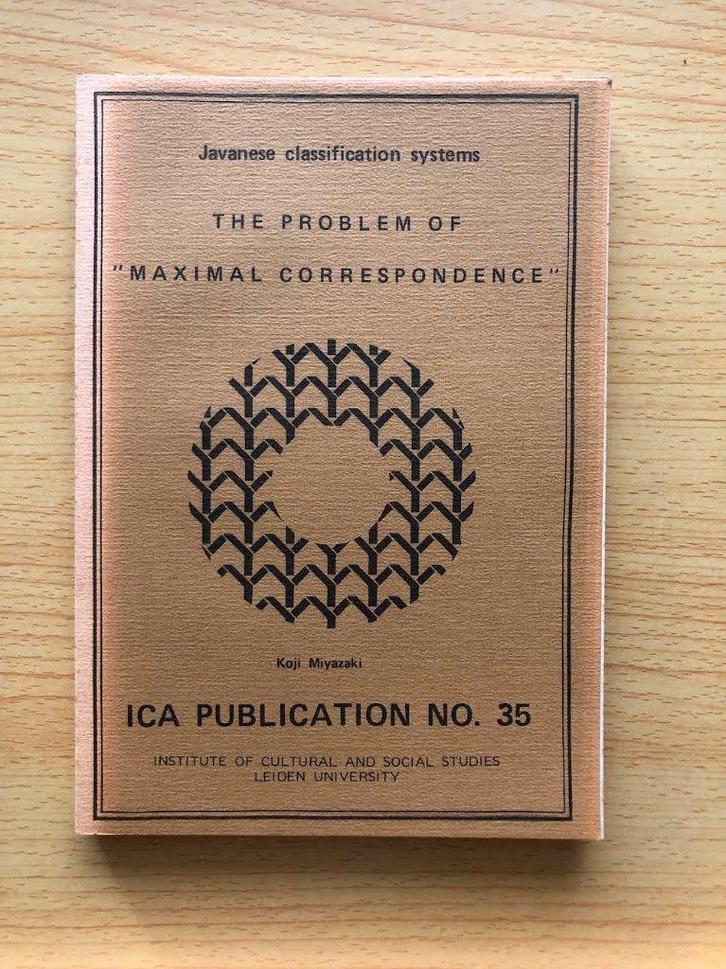 Javanese classification systems
THE PROBLEM OF
"MAXIMAL CORRESPONDENCE"
Koji Miyazaki
ICA PUBLICATION NO. 35
INSTITUTE OF CULTURAL AND SOCIAL STUDIES
LEIDEN UNIVERSITY